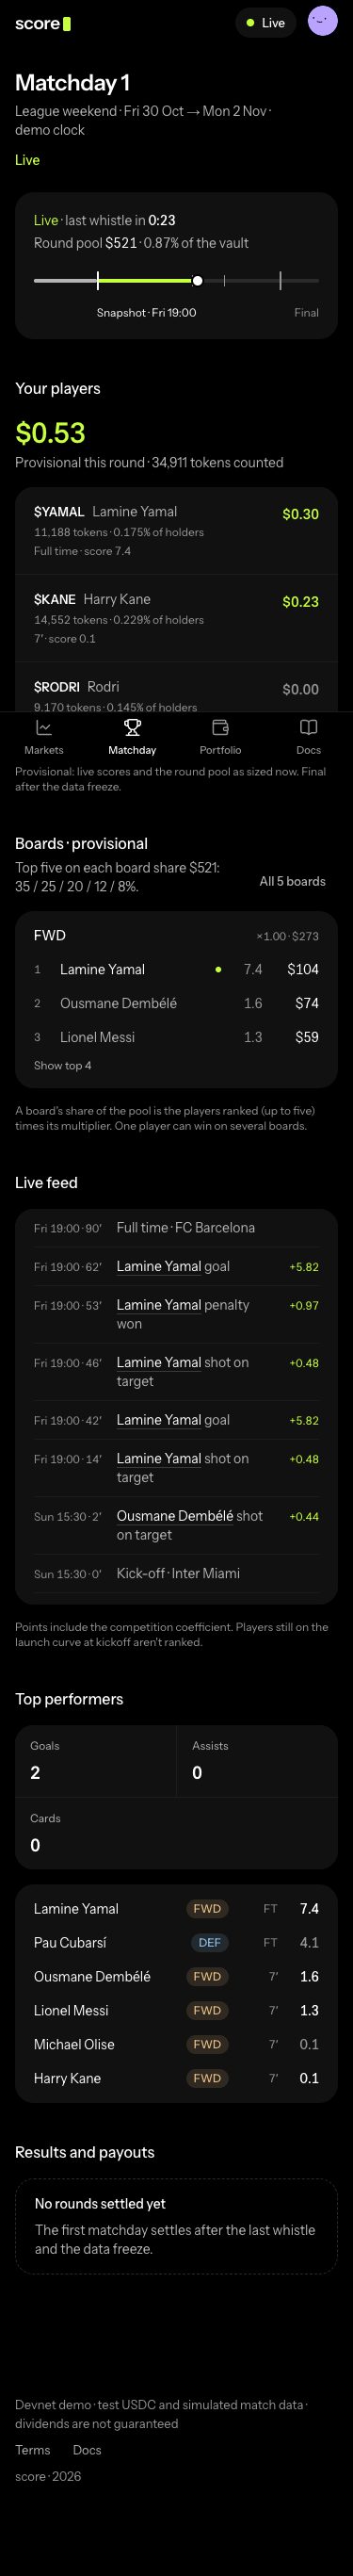 score
Live
Matchday 1
League weekend · Fri 30 Oct → Mon 2 Nov ·
demo clock
Live
Live · last whistle in 0:23
Round pool $521 · 0.87% of the vault
Snapshot · Fri 19:00
Final
Your players
$0.53
Provisional this round · 34,911 tokens counted
$YAMAL Lamine Yamal $0.30
11,188 tokens · 0.175% of holders
Full time · score 7.4
$KANE Harry Kane $0.23
14,552 tokens · 0.229% of holders
7′ · score 0.1
$RODRI Rodri $0.00
9,170 tokens · 0.145% of holders
Markets Matchday Portfolio Docs
Provisional: live scores and the round pool as sized now. Final
after the data freeze.
Boards · provisional
Top five on each board share $521:
35 / 25 / 20 / 12 / 8%.
All 5 boards
FWD ×1.00 · $273
1 Lamine Yamal 7.4 $104
2 Ousmane Dembélé 1.6 $74
3 Lionel Messi 1.3 $59
Show top 4
A board's share of the pool is the players ranked (up to five)
times its multiplier. One player can win on several boards.
Live feed
Fri 19:00 · 90′ Full time · FC Barcelona
Fri 19:00 · 62′ Lamine Yamal goal +5.82
Fri 19:00 · 53′ Lamine Yamal penalty +0.97
won
Fri 19:00 · 46′ Lamine Yamal shot on +0.48
target
Fri 19:00 · 42′ Lamine Yamal goal +5.82
Fri 19:00 · 14′ Lamine Yamal shot on +0.48
target
Sun 15:30 · 2′ Ousmane Dembélé shot +0.44
on target
Sun 15:30 · 0′ Kick-off · Inter Miami
Points include the competition coefficient. Players still on the
launch curve at kickoff aren't ranked.
Top performers
Goals Assists
2 0
Cards
0
Lamine Yamal FWD FT 7.4
Pau Cubarsí DEF FT 4.1
Ousmane Dembélé FWD 7′ 1.6
Lionel Messi FWD 7′ 1.3
Michael Olise FWD 7′ 0.1
Harry Kane FWD 7′ 0.1
Results and payouts
No rounds settled yet
The first matchday settles after the last whistle
and the data freeze.
Devnet demo · test USDC and simulated match data ·
dividends are not guaranteed
Terms Docs
score · 2026